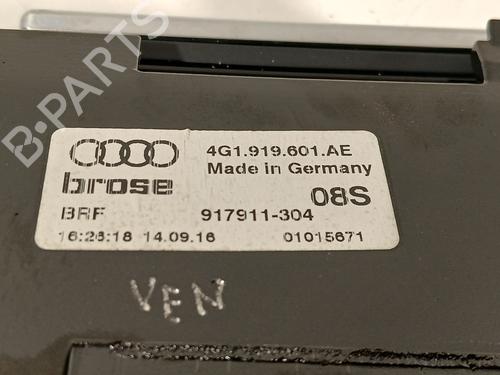 B-PARTS
4G1.919.601.AE
Made in Germany
brose
08S
BRF 917911-304
16:26:18 14.09.16 01015671
VEN